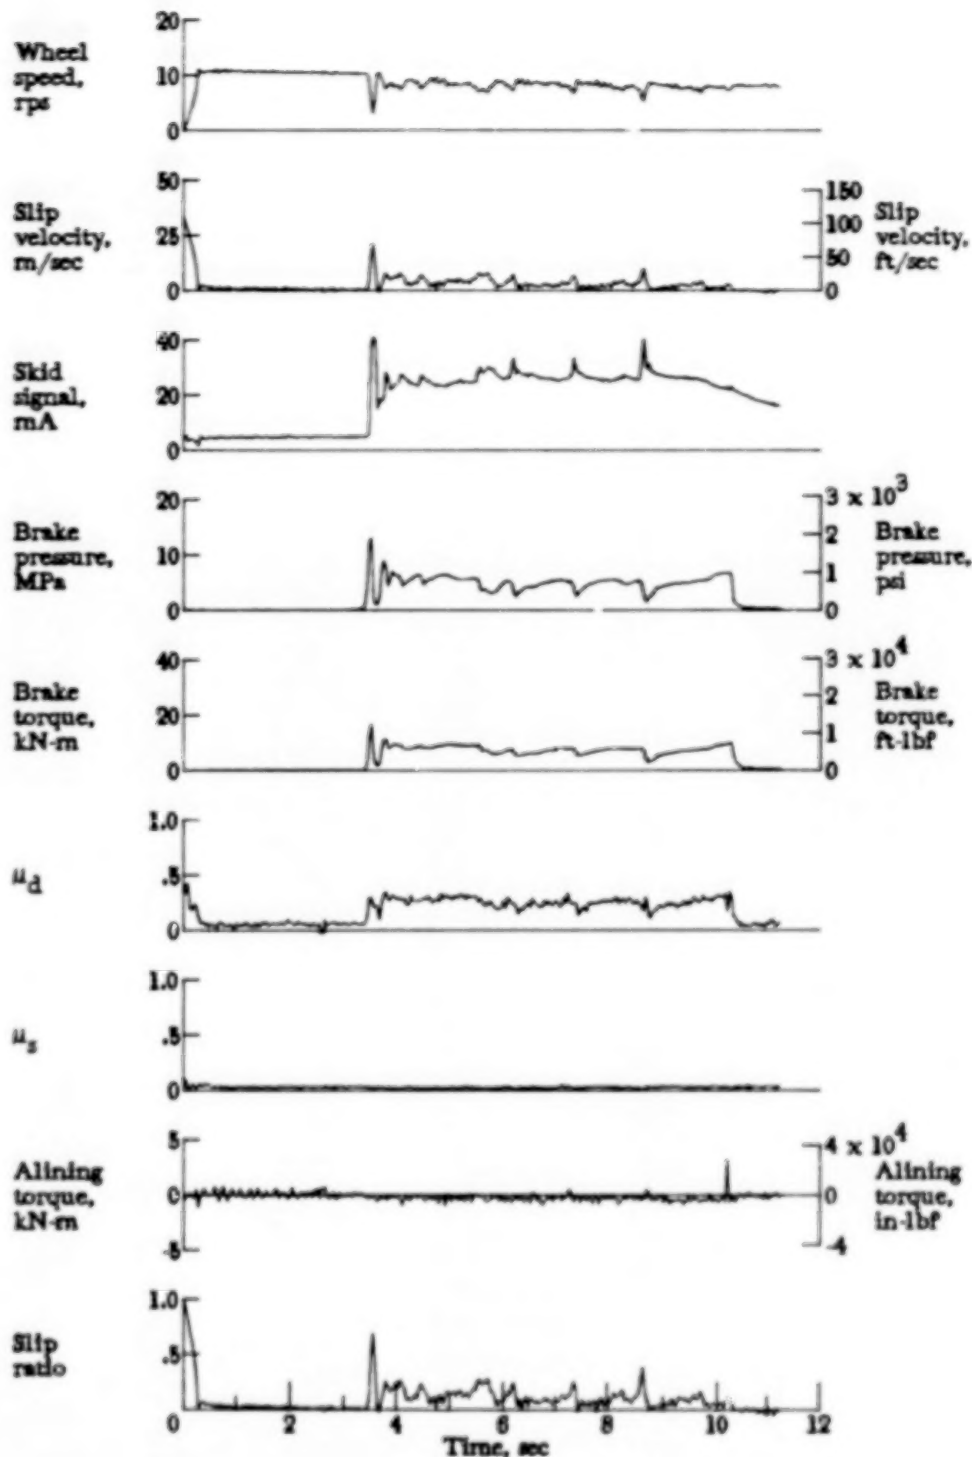 Wheel
speed,
rps
20
10
0
Slip
velocity,
m/sec
50
25
0
150
100
50
0
Slip
velocity,
ft/sec
Skid
signal,
mA
40
20
0
Brake
pressure,
MPa
20
10
0
3 x 10³
2
1
0
Brake
pressure,
psi
Brake
torque,
kN-m
40
20
0
3 x 10⁴
2
1
0
Brake
torque,
ft-lbf
μd
1.0
.5
0
μs
1.0
.5
0
Alining
torque,
kN-m
5
0
-5
4 x 10⁴
0
-4
Alining
torque,
in-lbf
Slip
ratio
1.0
.5
0 2 4 6 8 10 12
Time, sec